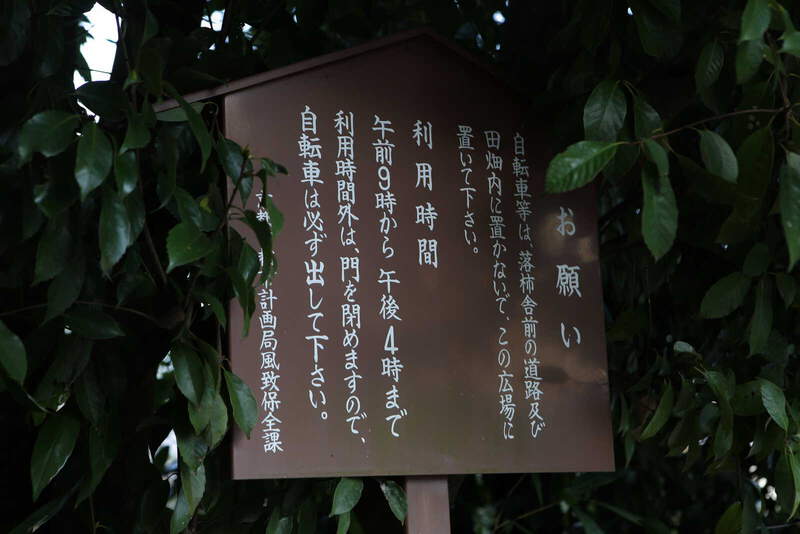 お願い
自転車等は、落柿舎前の道路及び
田畑内に置かないで、この広場に
置いて下さい。
利用時間
午前9時から午後4時まで
利用時間外は、門を閉めますので、
自転車は必ず出して下さい。
計画局風致保全課